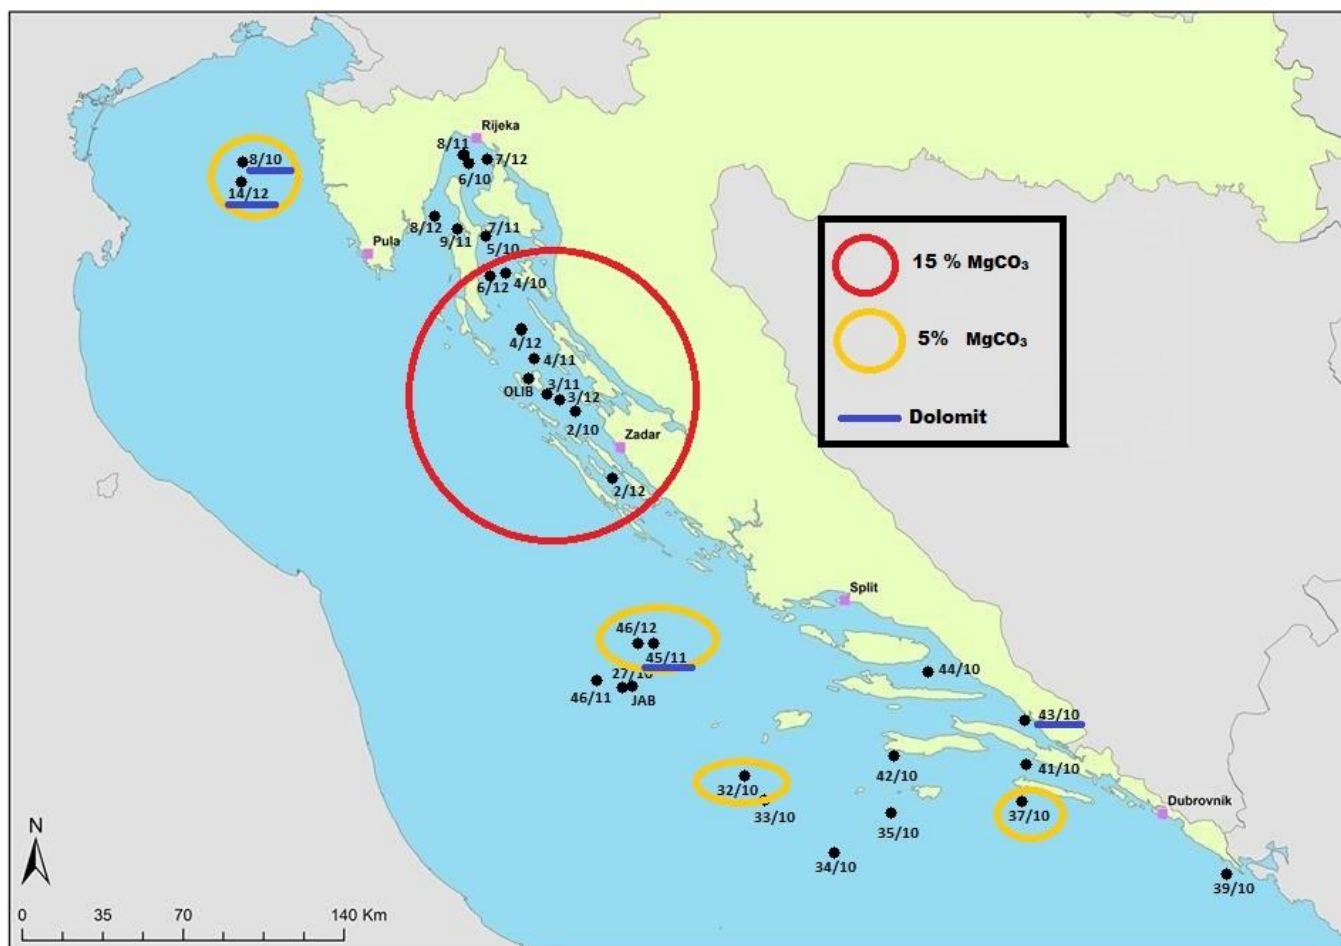 Rijeka
8/11
7/12
6/10
8/10
14/12
8/12
9/11
7/11
5/10
Pula
6/12
4/10
4/12
4/11
OLIB
3/11
3/12
2/10
Zadar
2/12
15 % MgCO₃
5% MgCO₃
Dolomit
Split
46/12
45/11
27/10
46/11
JAB
44/10
43/10
42/10
41/10
32/10
33/10
35/10
37/10
Dubrovnik
34/10
39/10
N
0 35 70 140 Km